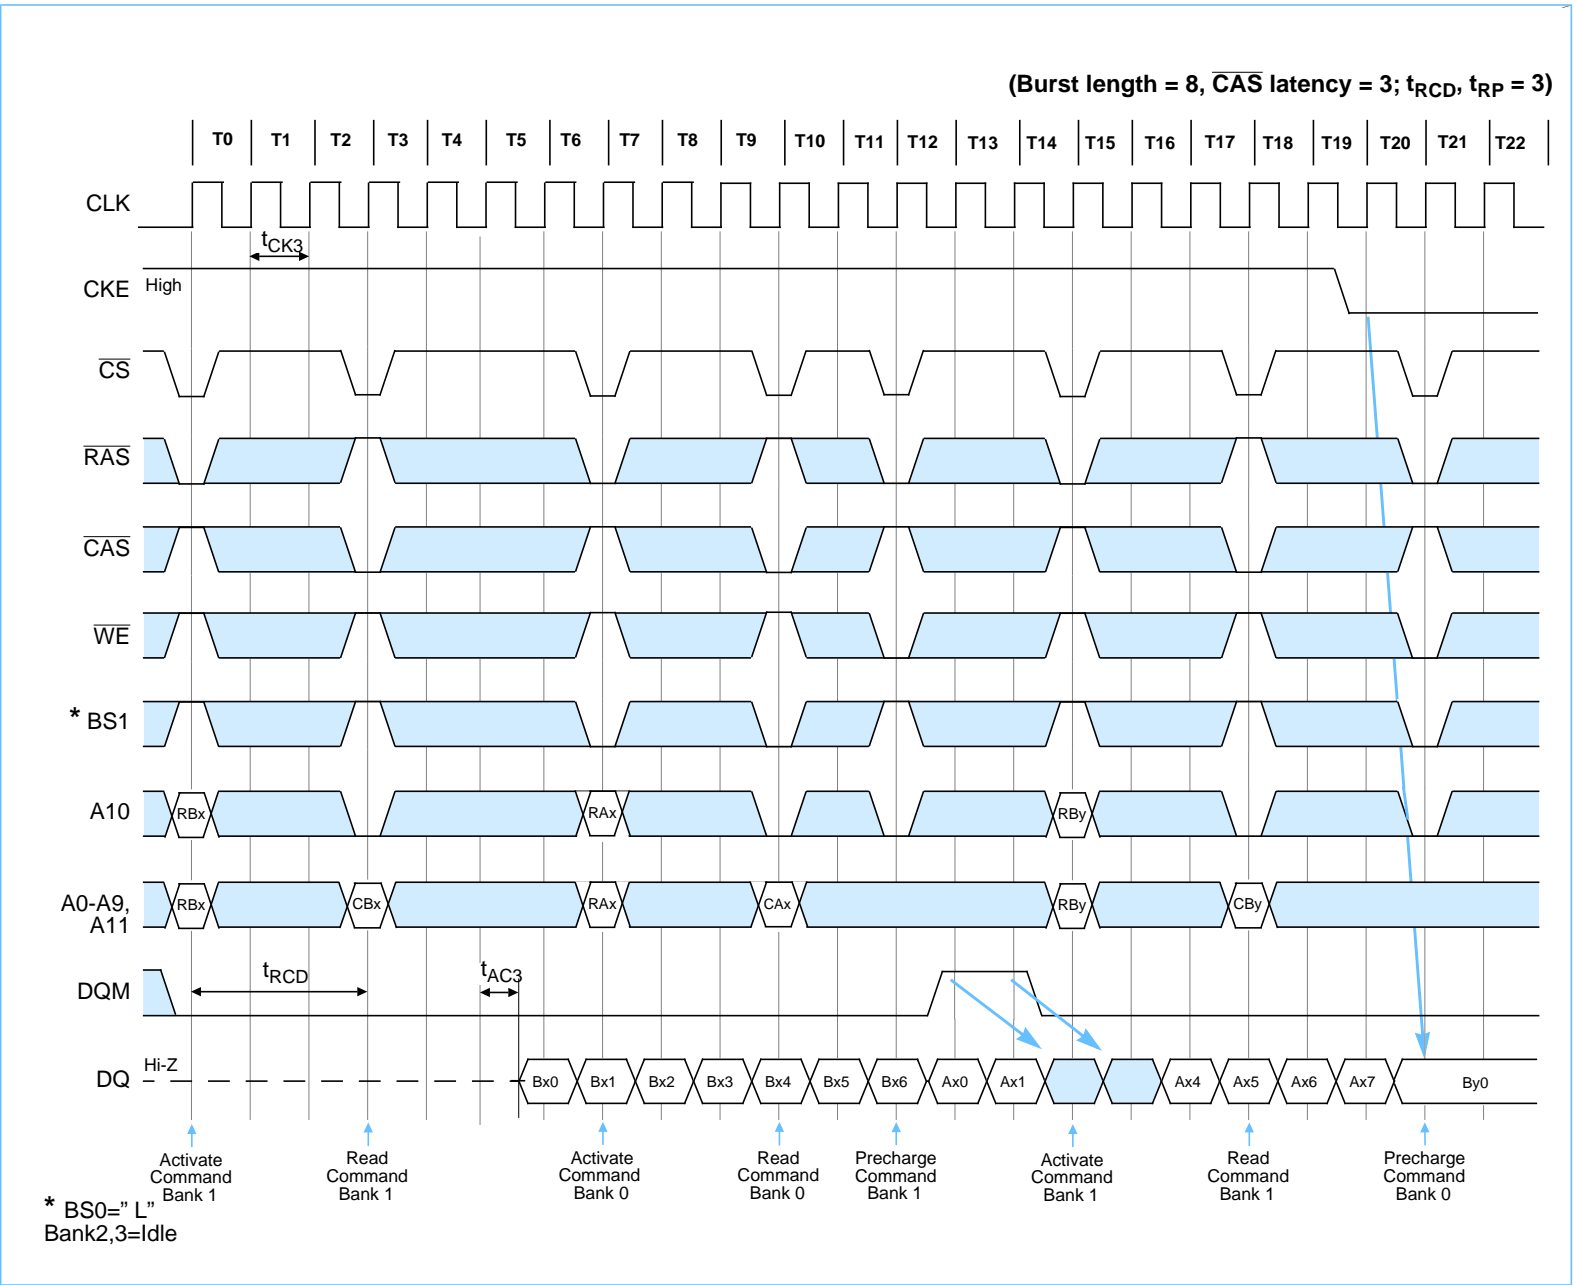 (Burst length = 8, CAS latency = 3; tRCD, tRP = 3)
T0 T1 T2 T3 T4 T5 T6 T7 T8 T9 T10 T11 T12 T13 T14 T15 T16 T17 T18 T19 T20 T21 T22
CLK
tCK3
CKE High
CS
RAS
CAS
WE
* BS1
A10 RBx RAx RBy
A0-A9, A11 RBx CBx RAx CAx RBy CBy
DQM tRCD tAC3
DQ Hi-Z Bx0 Bx1 Bx2 Bx3 Bx4 Bx5 Bx6 Ax0 Ax1 Ax4 Ax5 Ax6 Ax7 By0
Activate Command Bank 1
Read Command Bank 1
Activate Command Bank 0
Read Command Bank 0
Precharge Command Bank 1
Activate Command Bank 1
Read Command Bank 1
Precharge Command Bank 0
* BS0=” L”
Bank2,3=Idle